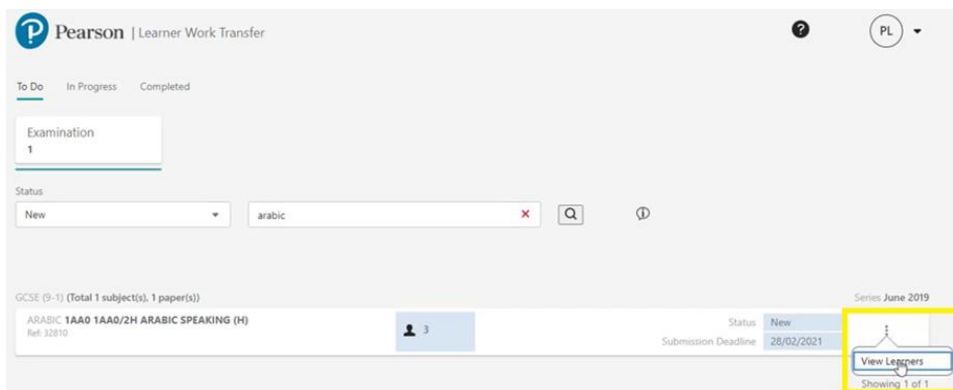 Pearson | Learner Work Transfer
PL
To Do In Progress Completed
Examination
1
Status
New arabic
GCSE (9-1) (Total 1 subject(s), 1 paper(s)) Series June 2019
ARABIC 1AA0 1AA0/2H ARABIC SPEAKING (H) 3 Status New
Ref: 32810 Submission Deadline 28/02/2021
View Learners
Showing 1 of 1